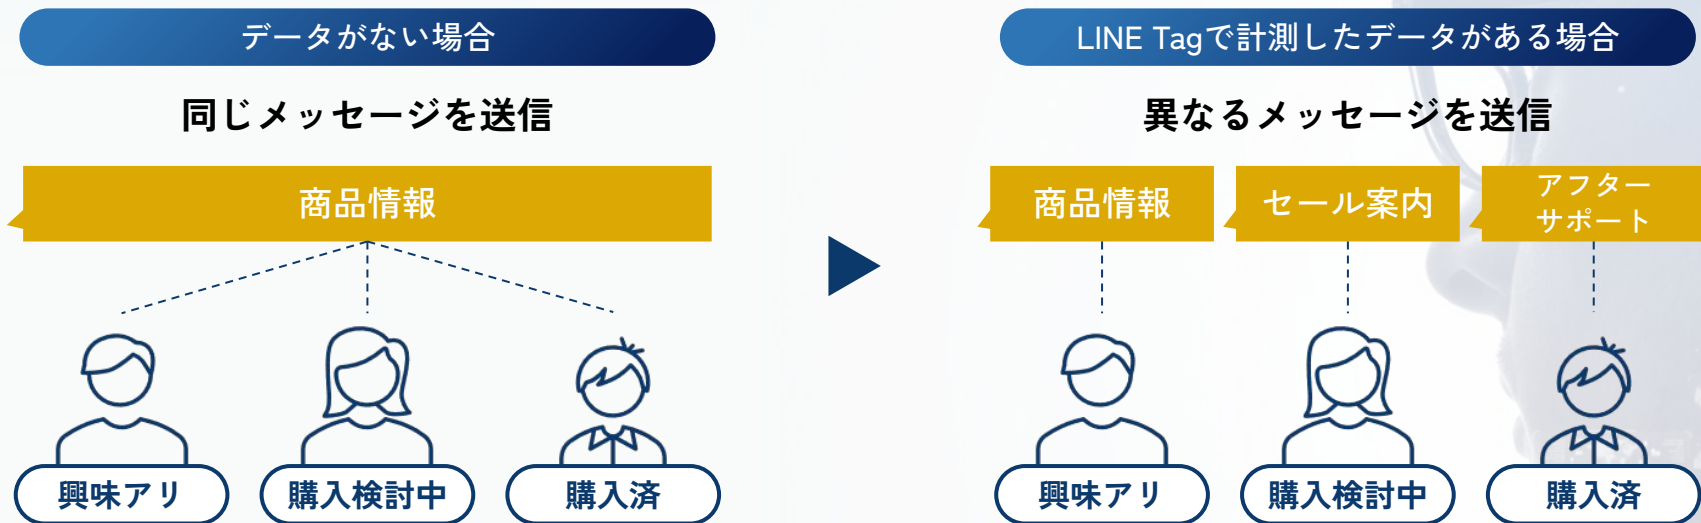 データがない場合
同じメッセージを送信
商品情報
興味アリ
購入検討中
購入済
LINE Tagで計測したデータがある場合
異なるメッセージを送信
商品情報
セール案内
アフター
サポート
興味アリ
購入検討中
購入済